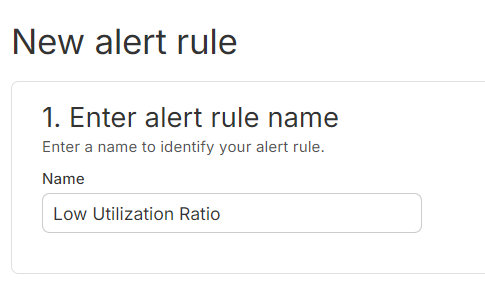 New alert rule
1. Enter alert rule name
Enter a name to identify your alert rule.
Name
Low Utilization Ratio